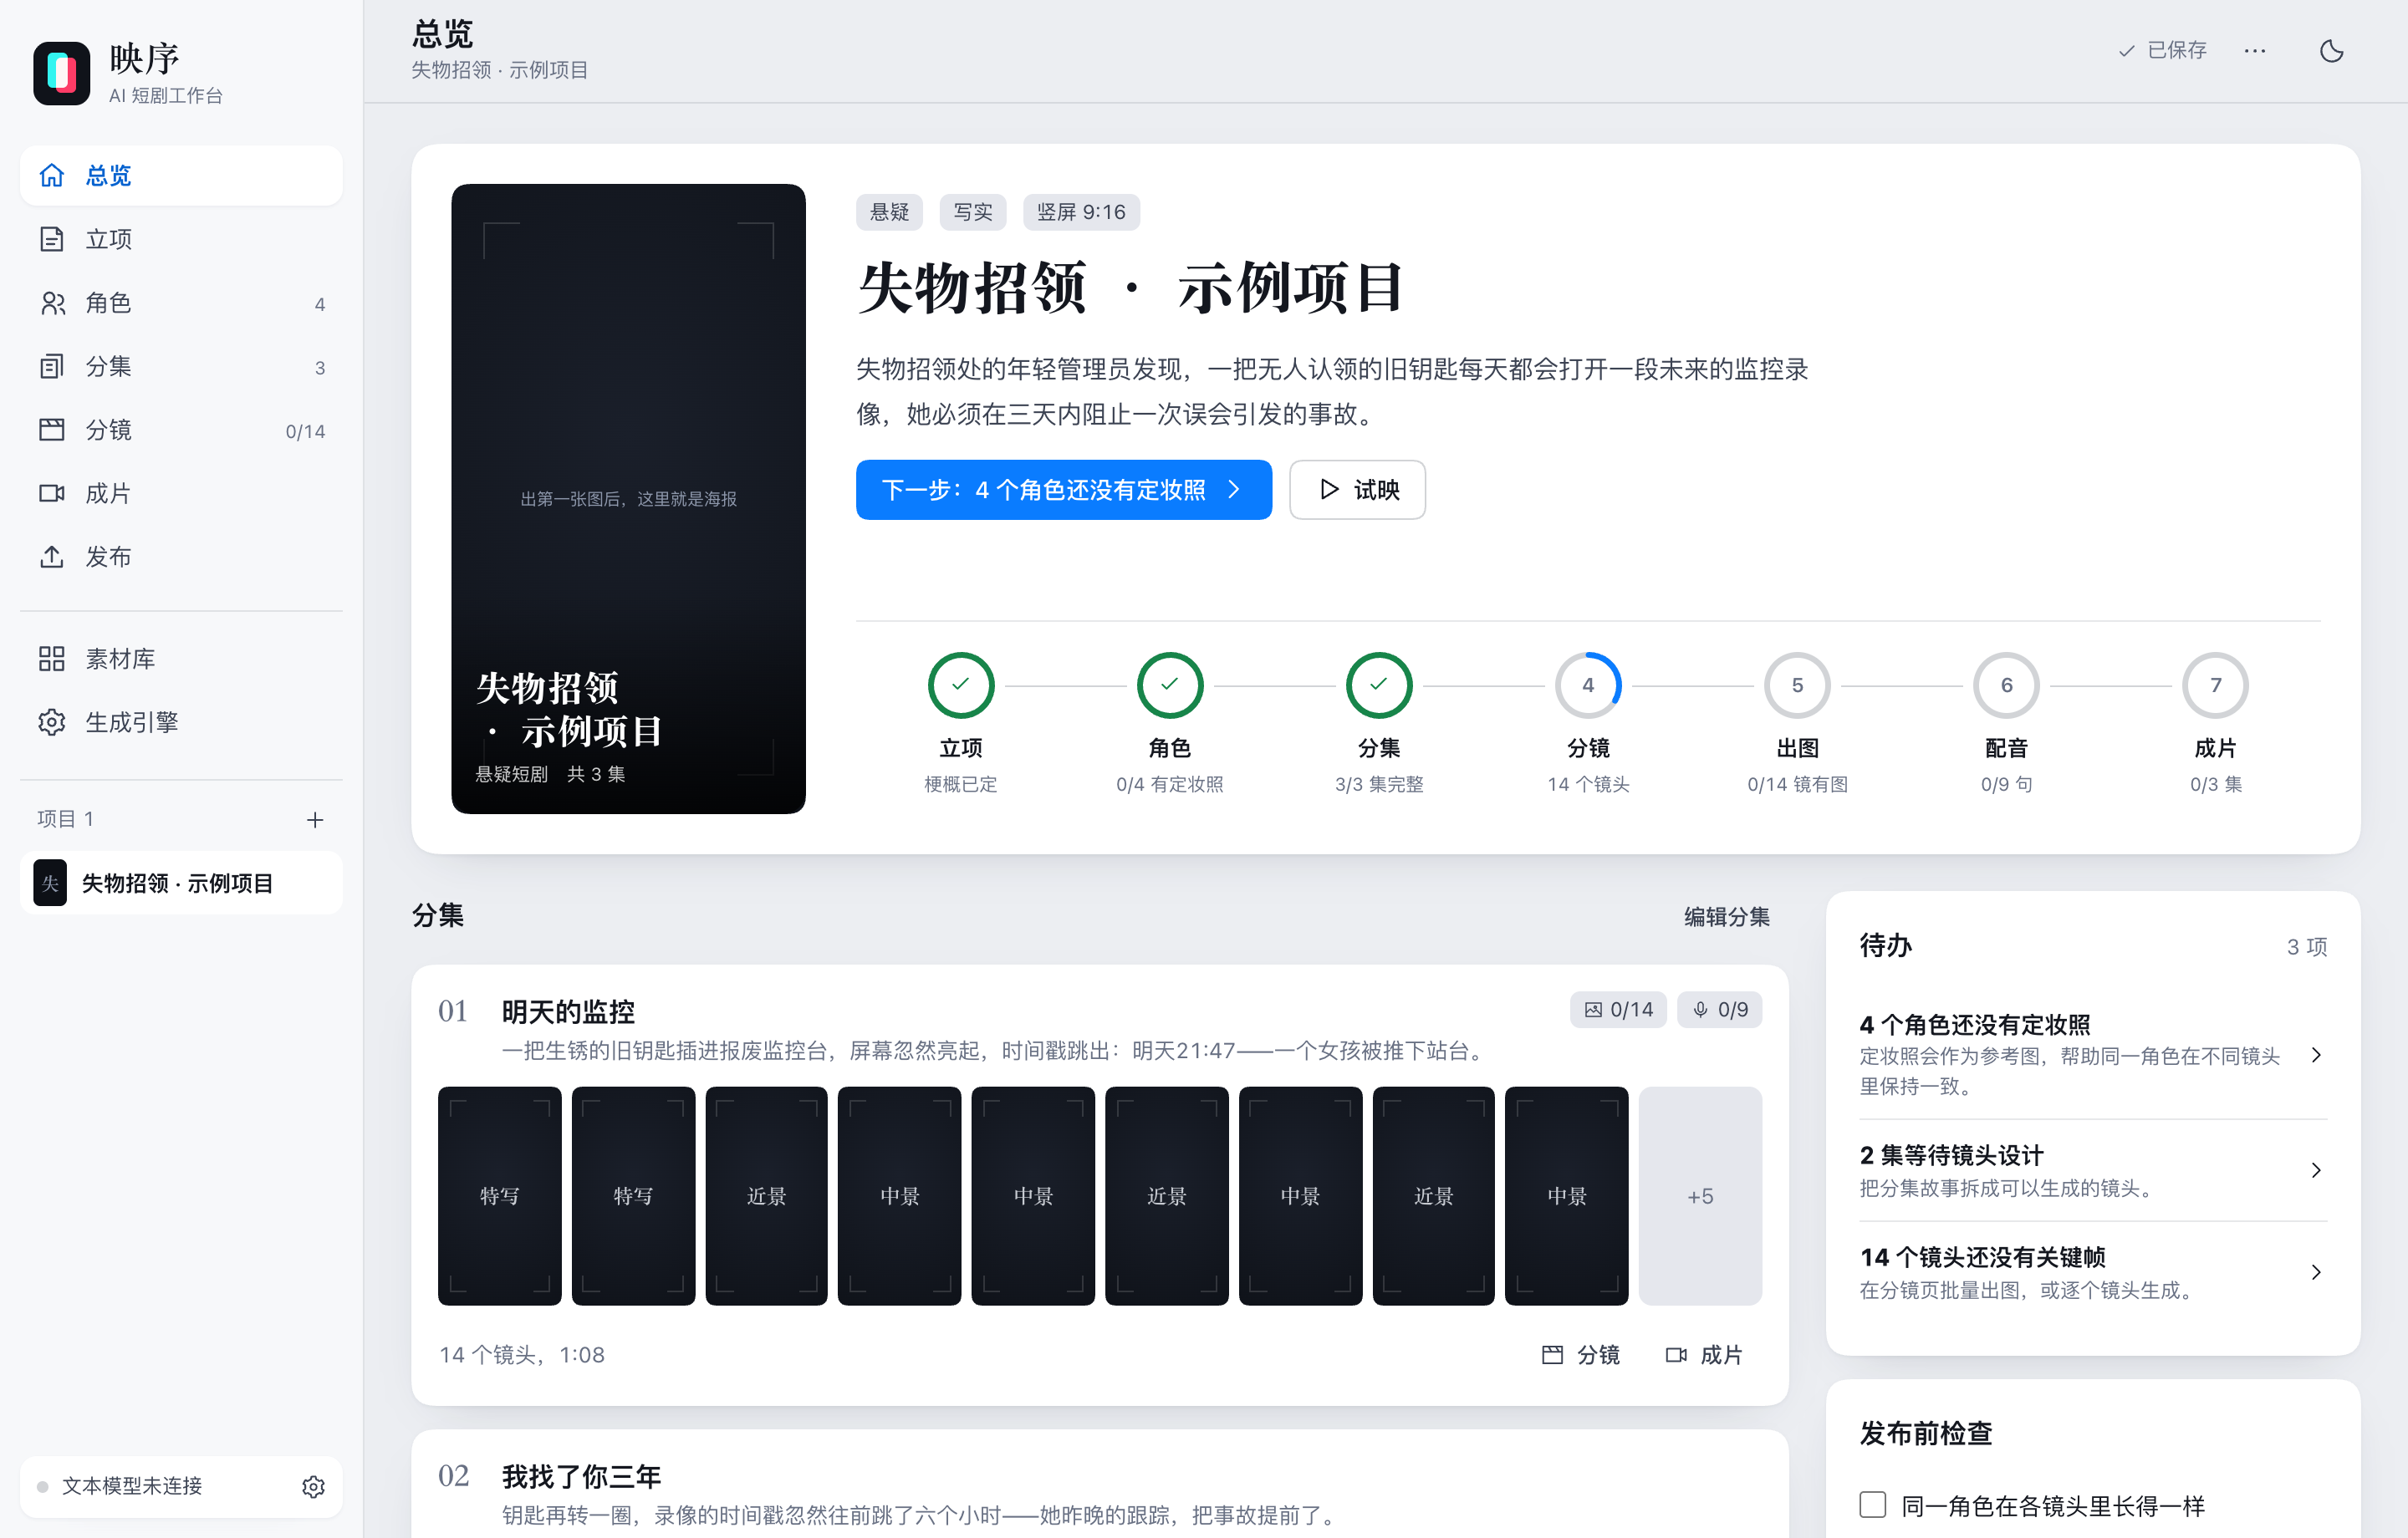 映序
AI 短剧工作台
总览
立项
角色 4
分集 3
分镜 0/14
成片
发布
素材库
生成引擎
项目 1
失
失物招领 · 示例项目
文本模型未连接
总览
失物招领 · 示例项目
已保存
出第一张图后，这里就是海报
失物招领
· 示例项目
悬疑短剧 共 3 集
悬疑 写实 竖屏 9:16
失物招领 · 示例项目
失物招领处的年轻管理员发现，一把无人认领的旧钥匙每天都会打开一段未来的监控录
像，她必须在三天内阻止一次误会引发的事故。
下一步：4 个角色还没有定妆照
试映
4 5 6 7
立项 角色 分集 分镜 出图 配音 成片
梗概已定 0/4 有定妆照 3/3 集完整 14 个镜头 0/14 镜有图 0/9 句 0/3 集
分集 编辑分集
01 明天的监控 0/14 0/9
一把生锈的旧钥匙插进报废监控台，屏幕忽然亮起，时间戳跳出：明天21:47——一个女孩被推下站台。
特写 特写 近景 中景 中景 近景 中景 近景 中景 +5
14 个镜头，1:08 分镜 成片
02 我找了你三年
钥匙再转一圈，录像的时间戳忽然往前跳了六个小时——她昨晚的跟踪，把事故提前了。
待办 3 项
4 个角色还没有定妆照
定妆照会作为参考图，帮助同一角色在不同镜头
里保持一致。
2 集等待镜头设计
把分集故事拆成可以生成的镜头。
14 个镜头还没有关键帧
在分镜页批量出图，或逐个镜头生成。
发布前检查
同一角色在各镜头里长得一样